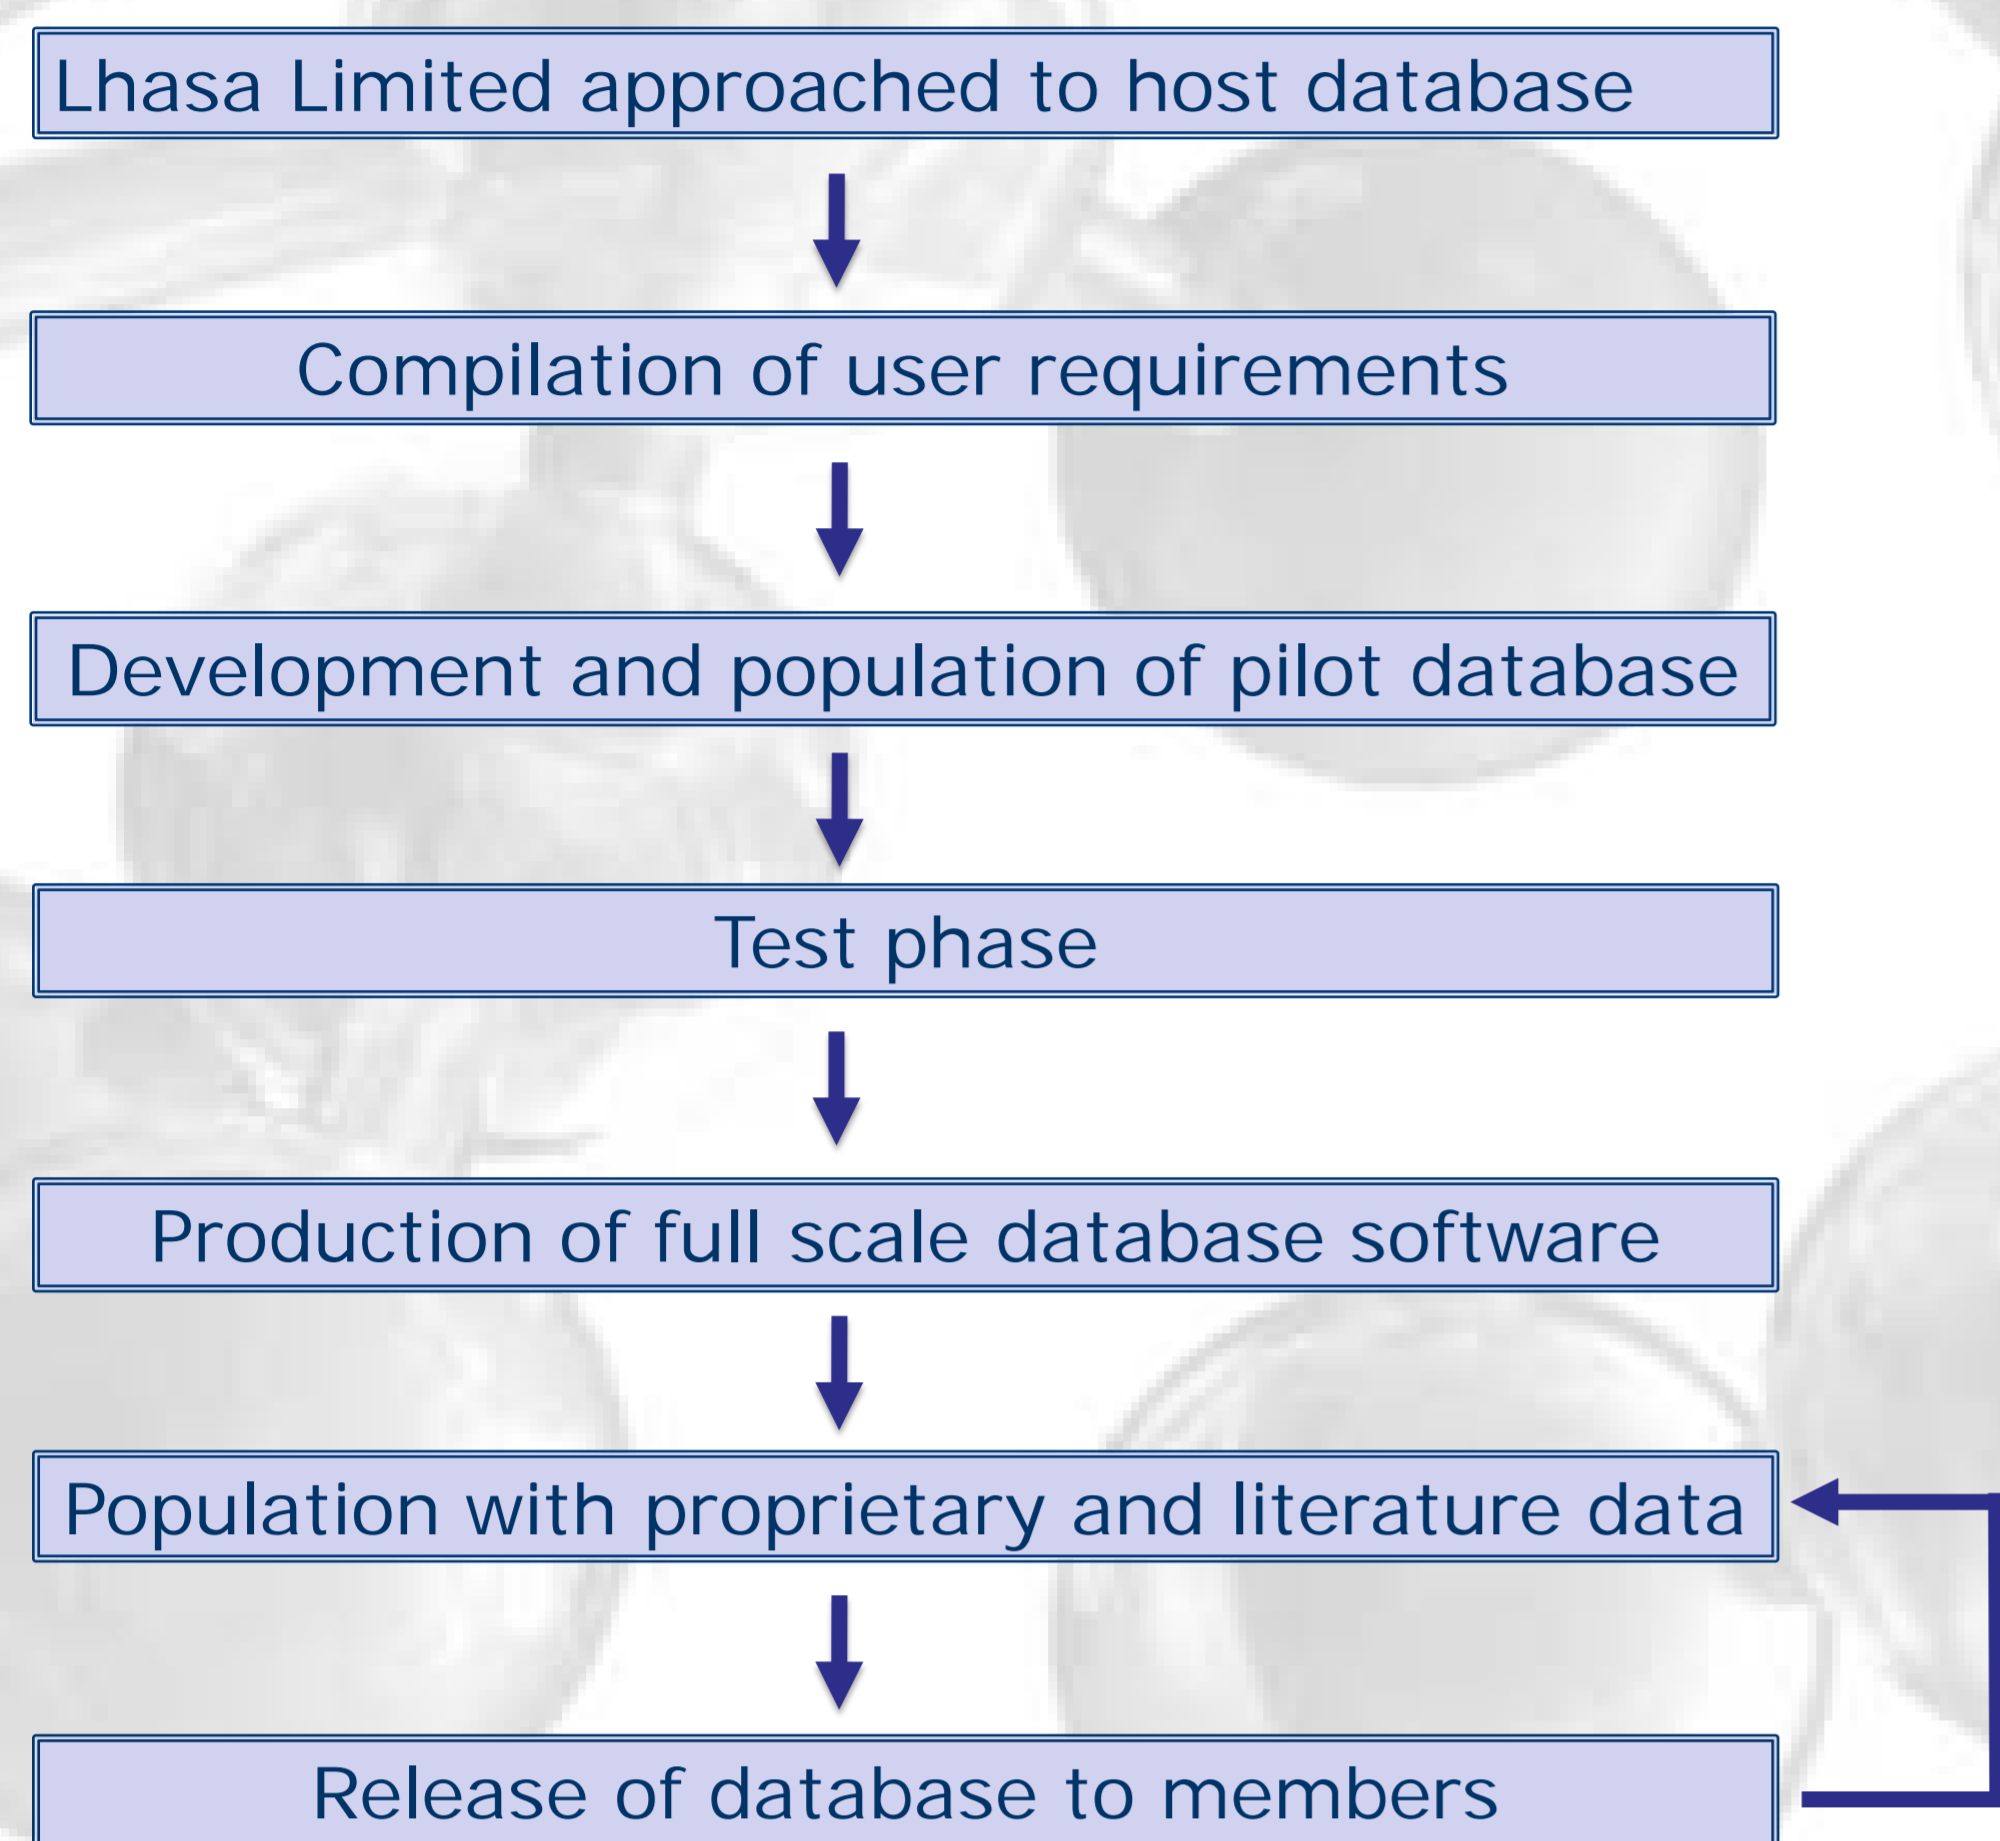 Lhasa Limited approached to host database
Compilation of user requirements
Development and population of pilot database
Test phase
Production of full scale database software
Population with proprietary and literature data
Release of database to members